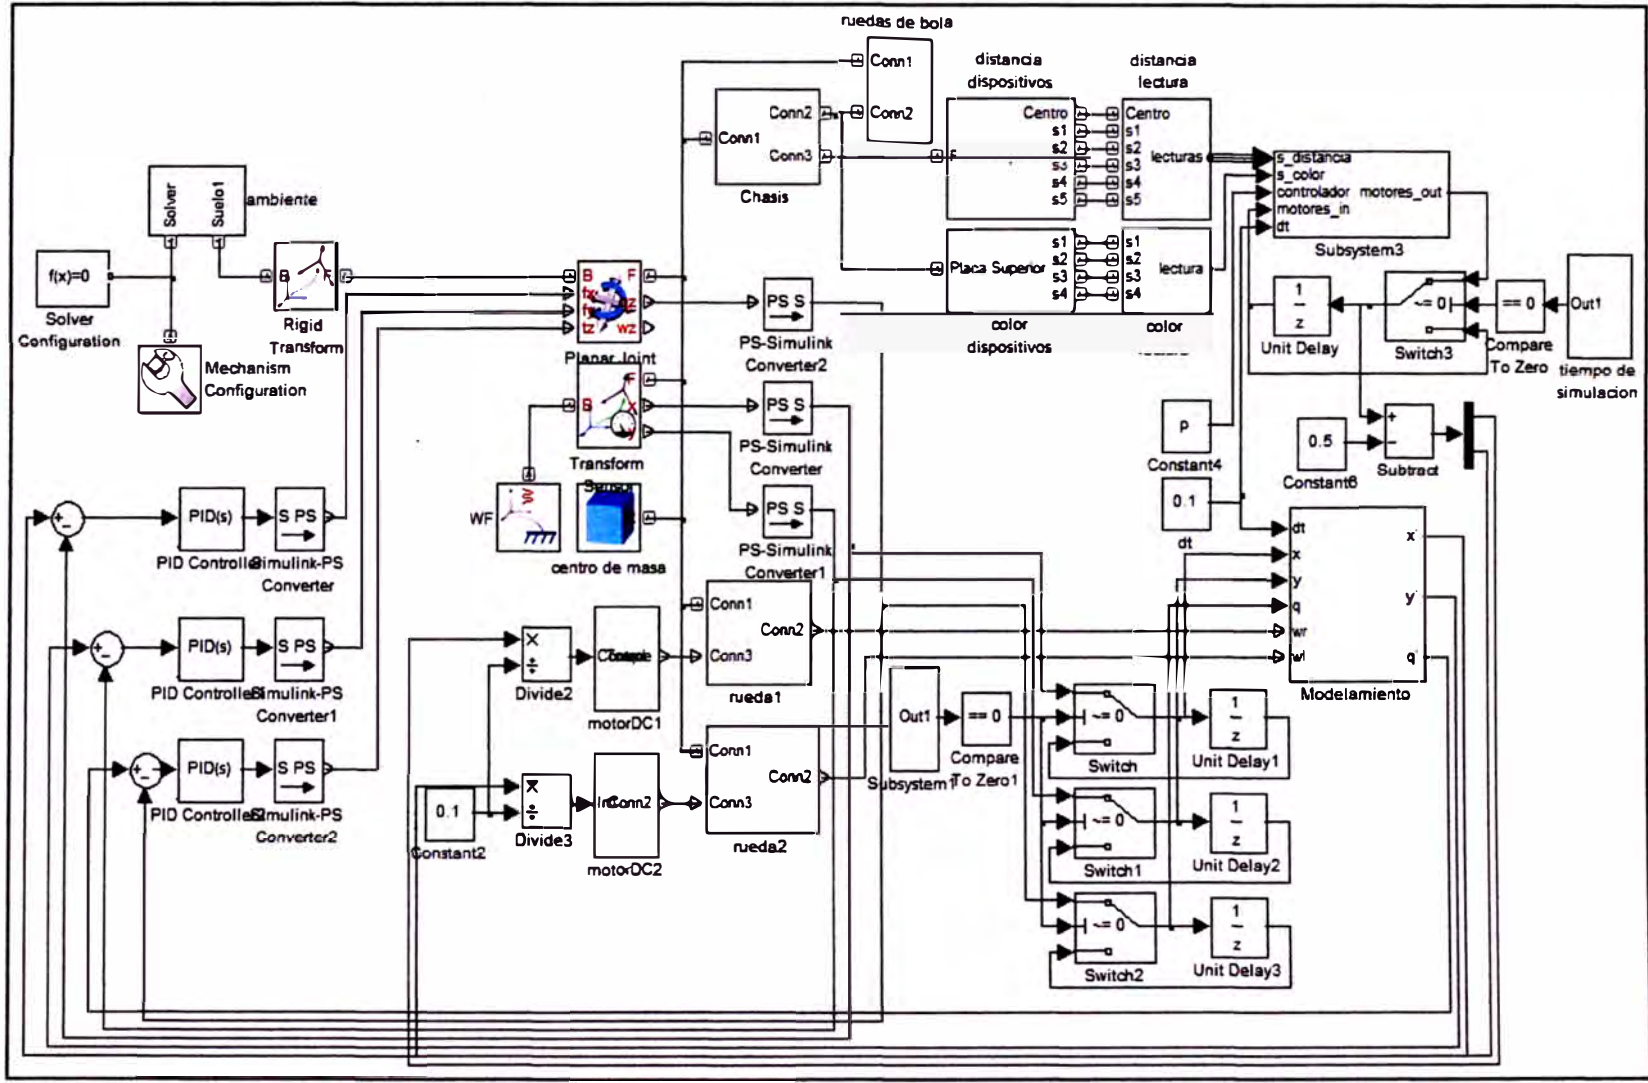 ruedas de bola
Conn1
Conn2
distancia
dispositivos
Centro
s1
s2
s3
s4
s5
F
distancia
lectura
Centro
s1
s2
s3
s4
s5
lecturas
Conn1
Conn2
Conn3
Chasis
s_distancia
s_color
controlador
motores_in
dt
motores_out
Subsystem3
Solver
Suelo1
ambiente
f(x)=0
Solver
Configuration
B
F
Rigid
Transform
Mechanism
Configuration
B
F
fx
fy
tz
qz
wz
Planar Joint
PS S
PS-Simulink
Converter2
Placa Superior
s1
s2
s3
s4
color
dispositivos
s1
s2
s3
s4
lectura
color
1
z
Unit Delay
~= 0
Switch3
== 0
Compare
To Zero
Out1
tiempo de
simulacion
B
F
x
y
Transform
Sensor
PS S
PS-Simulink
Converter
PS S
PS-Simulink
Converter1
W
WF
centro de masa
p
Constant4
0.1
dt
0.5
Constant6
+
−
Subtract
+
−
PID(s)
PID Controller
S PS
Simulink-PS
Converter
+
−
PID(s)
S PS
Simulink-PS
Converter1
+
−
PID(s)
S PS
Simulink-PS
Converter2
×
÷
Divide2
motorDC1
Conn1
Conn2
Conn3
rueda1
0.1
Constant2
×
÷
Divide3
Conn2
motorDC2
Conn1
Conn2
Conn3
rueda2
Out1
Subsystem1
== 0
Compare
To Zero1
dt
x
y
q
wr
wl
x
y
q
Modelamiento
~= 0
Switch
1
z
Unit Delay1
~= 0
Switch1
1
z
Unit Delay2
~= 0
Switch2
1
z
Unit Delay3